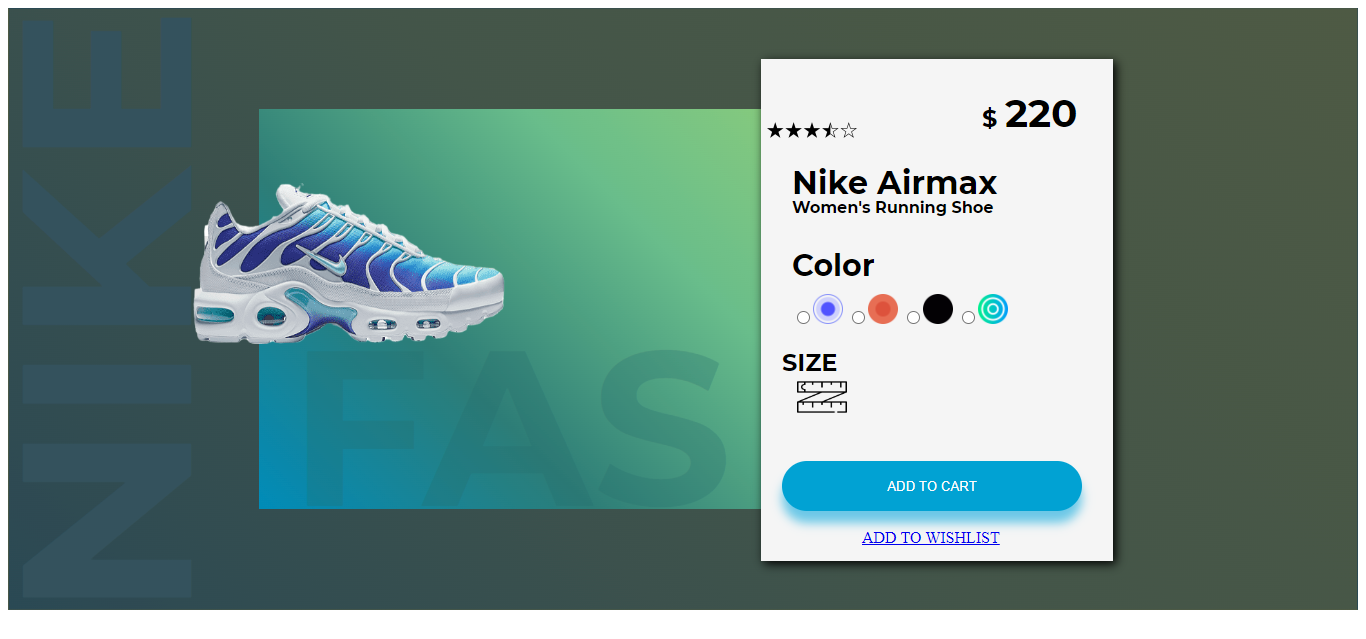 NIKE
FAS
★★★⯪☆
$ 220
Nike Airmax
Women's Running Shoe
Color
SIZE
ADD TO CART
ADD TO WISHLIST